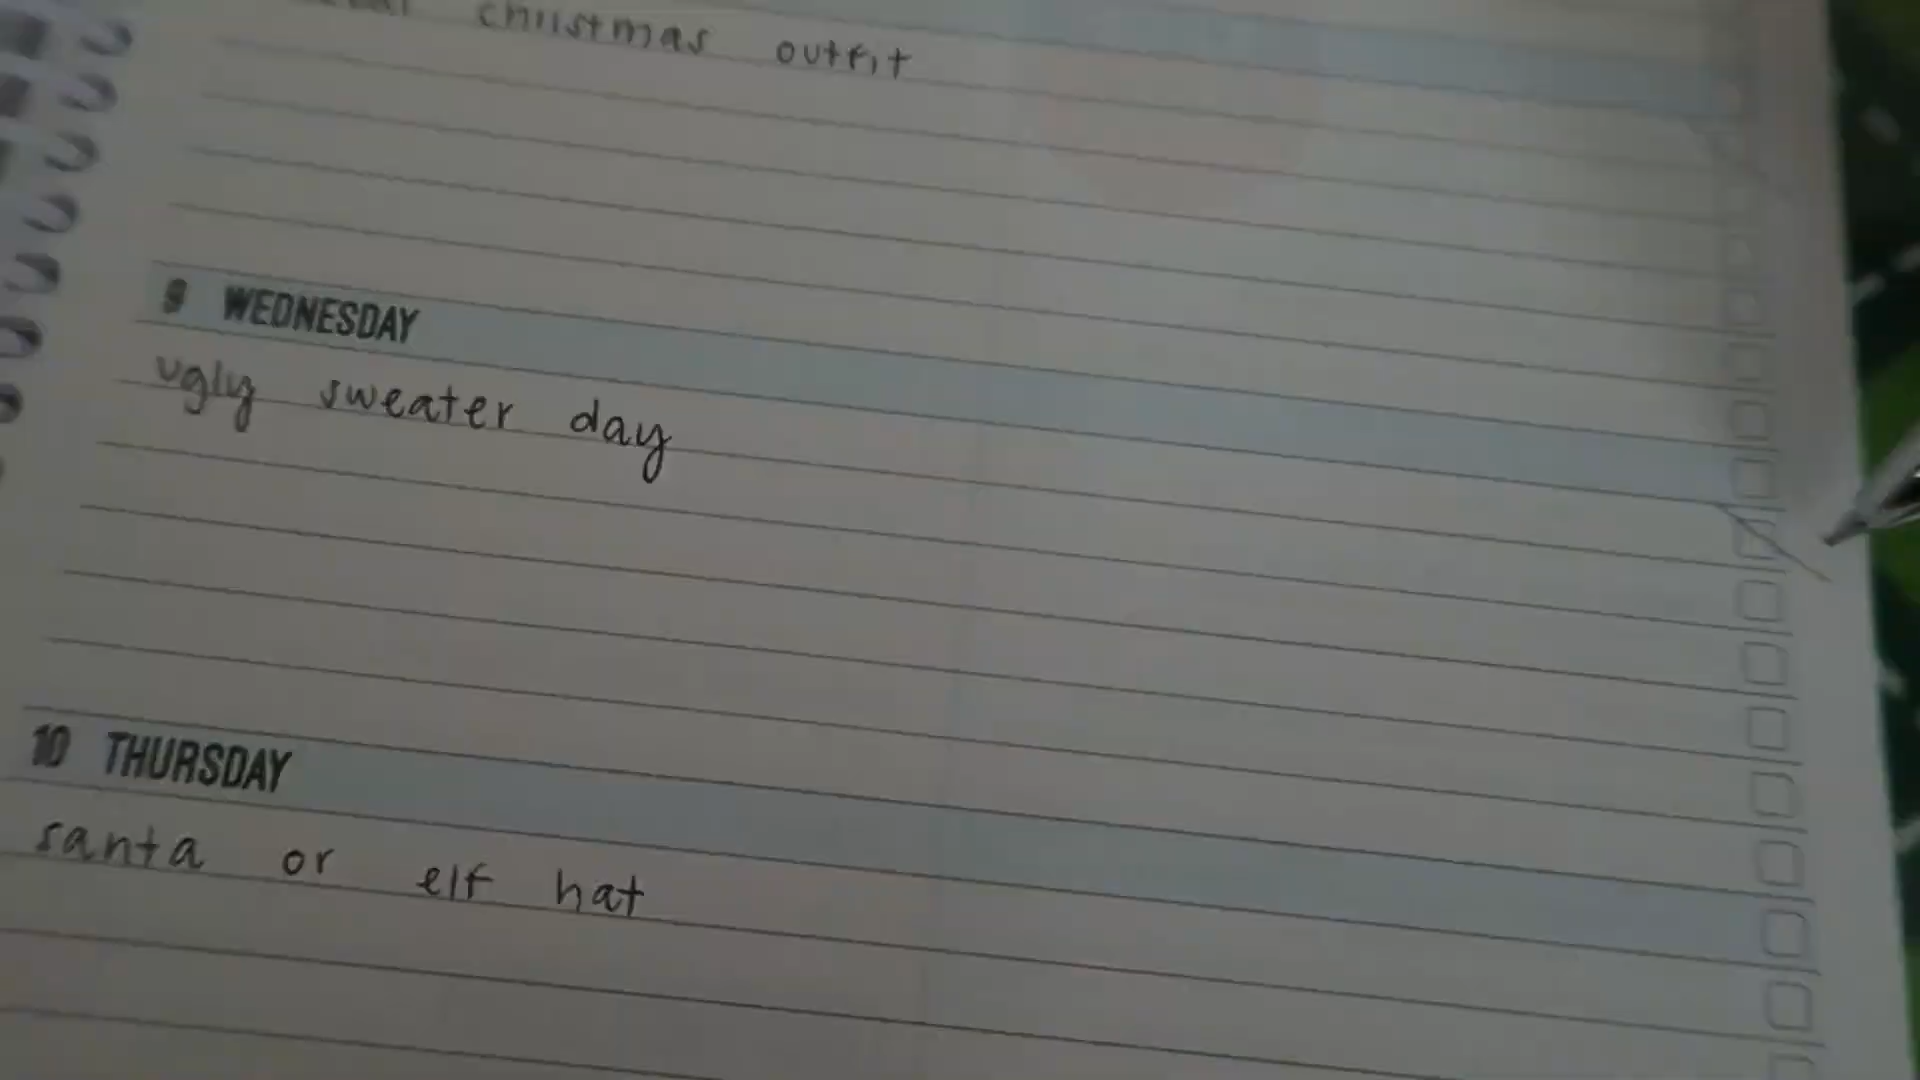 christmas outfit
9 WEDNESDAY
ugly sweater day
10 THURSDAY
santa or elf hat